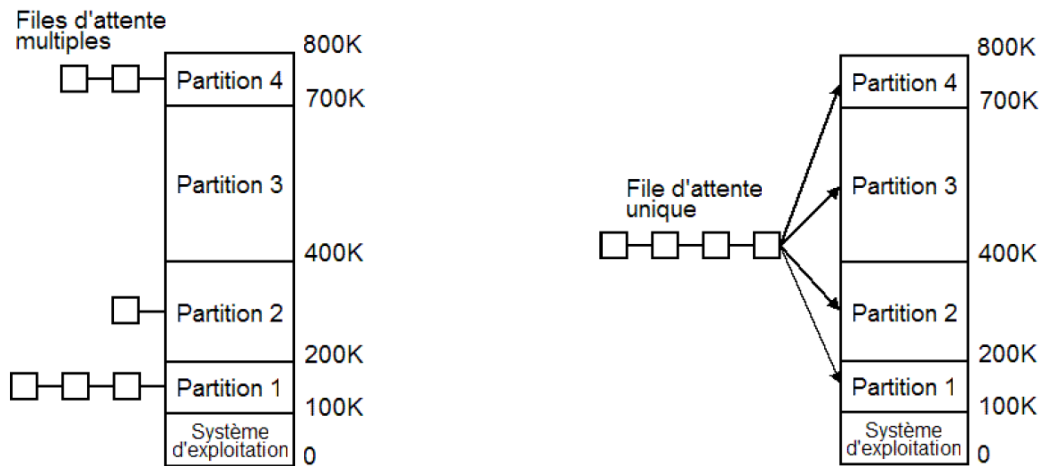 Files d'attente
multiples
800K
Partition 4
700K
Partition 3
400K
Partition 2
200K
Partition 1
100K
Système
d'exploitation
0
File d'attente
unique
800K
Partition 4
700K
Partition 3
400K
Partition 2
200K
Partition 1
100K
Système
d'exploitation
0